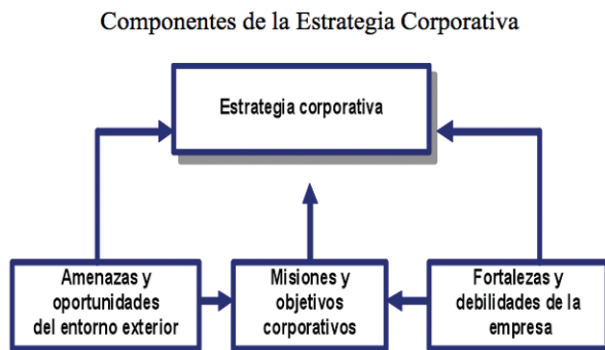 Componentes de la Estrategia Corporativa
Estrategia corporativa
Amenazas y
oportunidades
del entorno exterior
Misiones y
objetivos
corporativos
Fortalezas y
debilidades de la
empresa